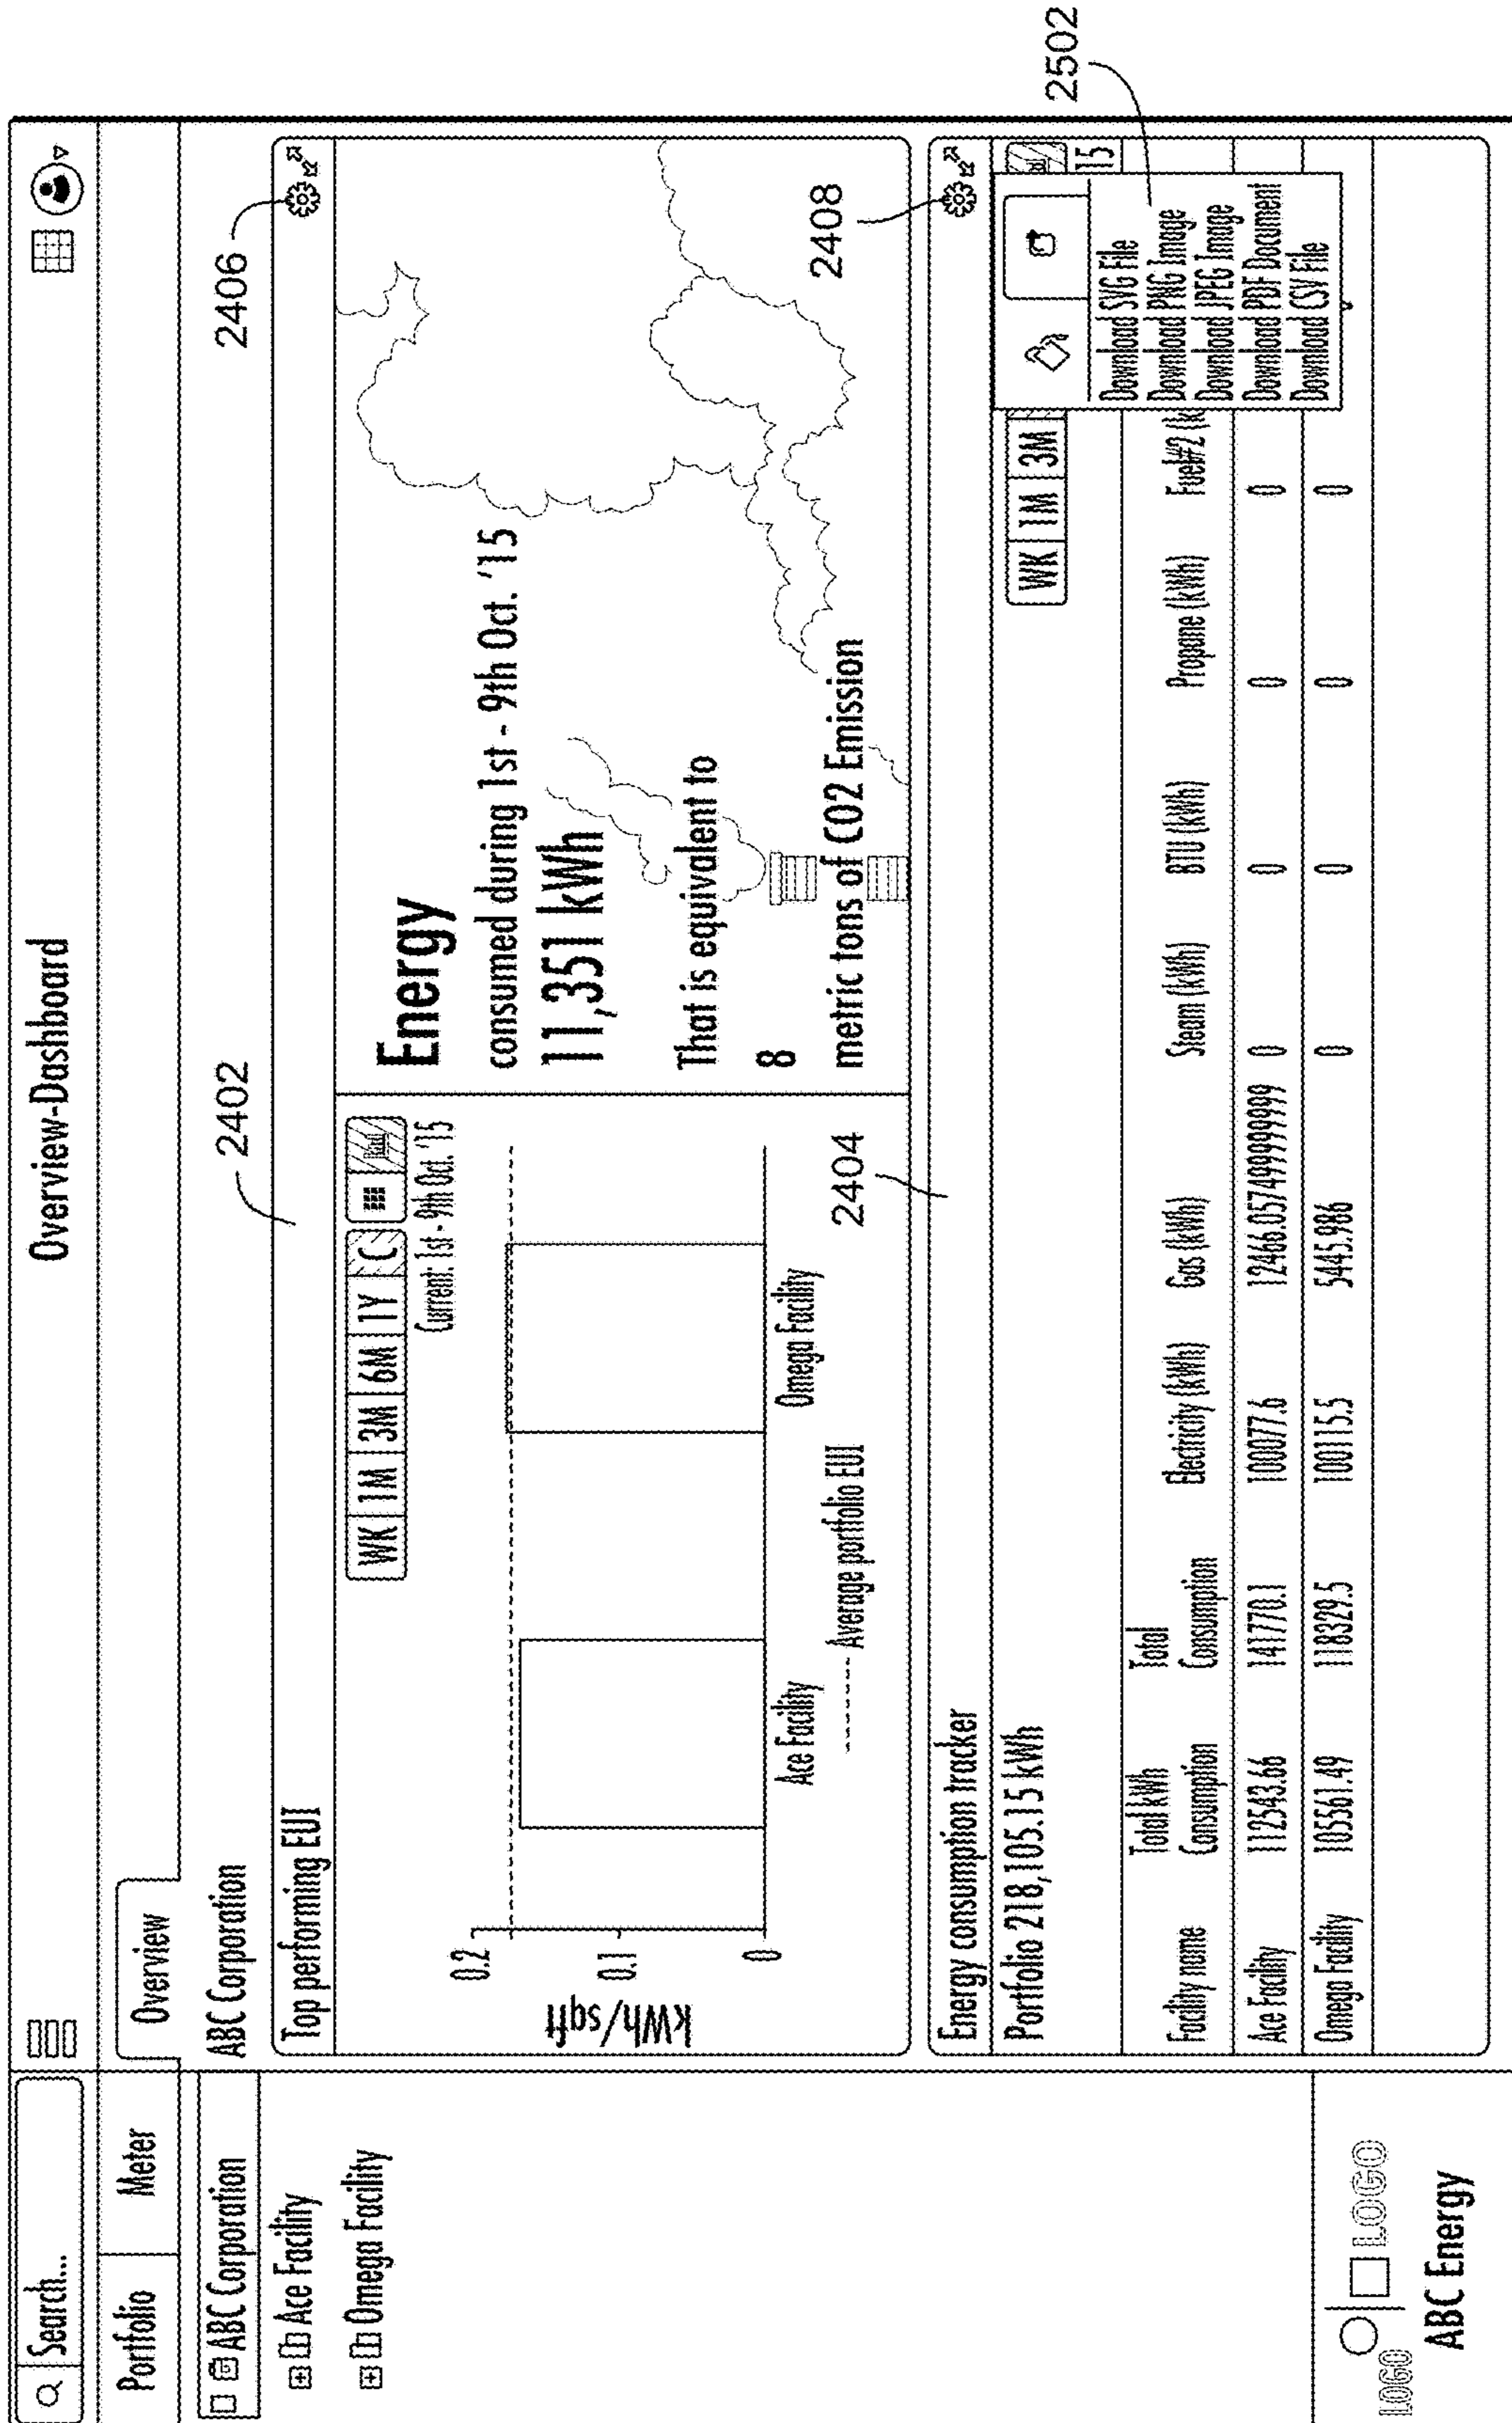 Overview-Dashboard
Search...
Portfolio
Meter
Overview
ABC Corporation
Ace Facility
Omega Facility
ABC Corporation
2402
2406
Top performing EUI
WK 1M 3M 6M 1Y C
Current: 1st - 9th Oct. '15
kWh/sqft
0.2
0.1
0
Ace Facility
Omega Facility
Average portfolio EUI
Energy
consumed during 1st - 9th Oct. '15
11,351 kWh
That is equivalent to
8
metric tons of CO2 Emission
2404
2408
Energy consumption tracker
Portfolio 218,105.15 kWh
WK 1M 3M
15
2502
Download SVG File
Download PNG Image
Download JPEG Image
Download PDF Document
Download CSV File
Facility name Total kWh Consumption Total Consumption Electricity (kWh) Gas (kWh) Steam (kWh) BTU (kWh) Propane (kWh) Fuel#2 (k
Ace Facility 112543.66 141770.1 100077.6 12466.057499999999 0 0 0 0
Omega Facility 105561.49 118329.5 100115.5 5445.986 0 0 0 0
LOGO
LOGO
ABC Energy